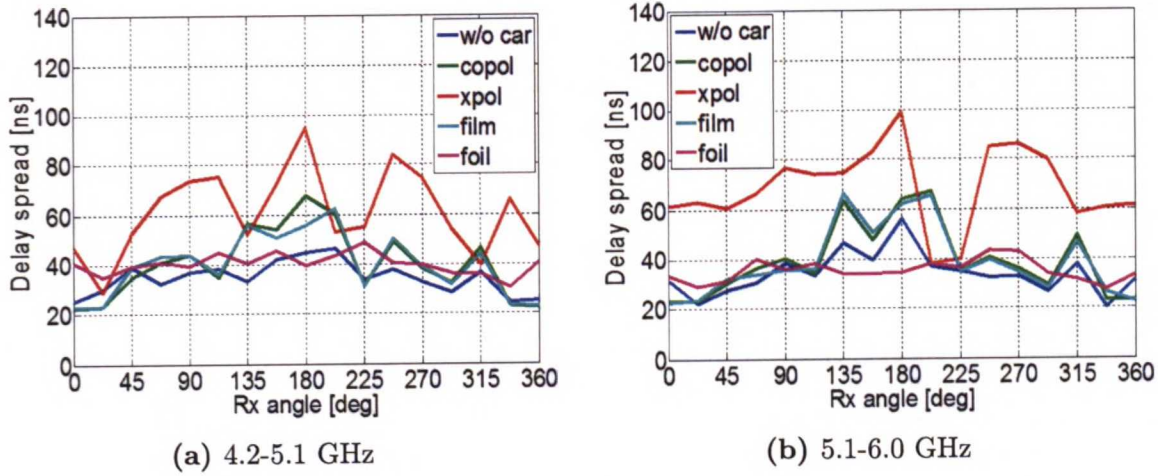 140
120
100
80
60
40
20
0
Delay spread [ns]
w/o car
copol
xpol
film
foil
0 45 90 135 180 225 270 315 360
Rx angle [deg]
(a) 4.2-5.1 GHz
140
120
100
80
60
40
20
0
Delay spread [ns]
w/o car
copol
xpol
film
foil
0 45 90 135 180 225 270 315 360
Rx angle [deg]
(b) 5.1-6.0 GHz